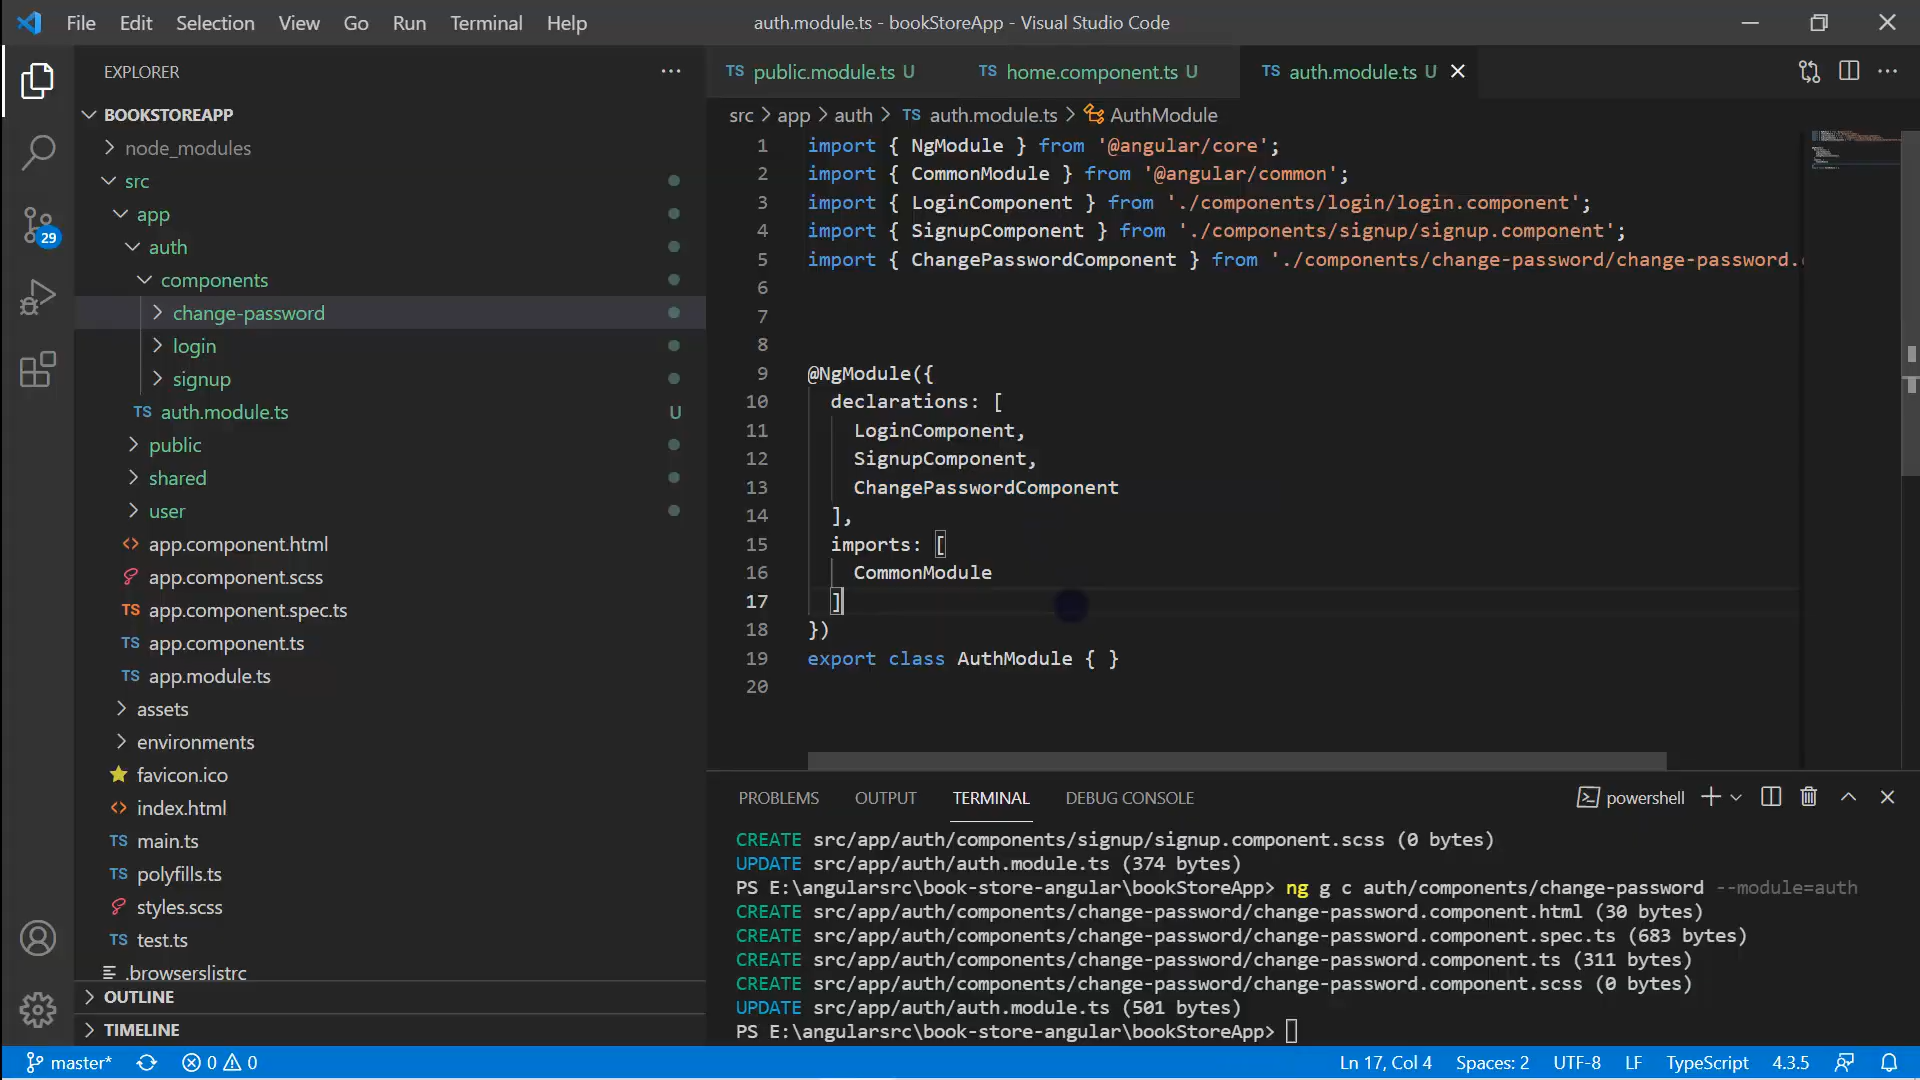 File Edit Selection View Go Run Terminal Help
auth.module.ts - bookStoreApp - Visual Studio Code
EXPLORER
BOOKSTOREAPP
node_modules
src
app
auth
components
change-password
login
signup
TS auth.module.ts U
public
shared
user
<> app.component.html
app.component.scss
TS app.component.spec.ts
TS app.component.ts
TS app.module.ts
assets
environments
favicon.ico
<> index.html
TS main.ts
TS polyfills.ts
styles.scss
TS test.ts
.browserslistrc
OUTLINE
TIMELINE
29
TS public.module.ts U
TS home.component.ts U
TS auth.module.ts U
src > app > auth > TS auth.module.ts > AuthModule
1 import { NgModule } from '@angular/core';
2 import { CommonModule } from '@angular/common';
3 import { LoginComponent } from './components/login/login.component';
4 import { SignupComponent } from './components/signup/signup.component';
5 import { ChangePasswordComponent } from './components/change-password/change-password.
6
7
8
9 @NgModule({
10 declarations: [
11 LoginComponent,
12 SignupComponent,
13 ChangePasswordComponent
14 ],
15 imports: [
16 CommonModule
17 ]
18 })
19 export class AuthModule { }
20
PROBLEMS OUTPUT TERMINAL DEBUG CONSOLE
powershell
CREATE src/app/auth/components/signup/signup.component.scss (0 bytes)
UPDATE src/app/auth/auth.module.ts (374 bytes)
PS E:\angularsrc\book-store-angular\bookStoreApp> ng g c auth/components/change-password --module=auth
CREATE src/app/auth/components/change-password/change-password.component.html (30 bytes)
CREATE src/app/auth/components/change-password/change-password.component.spec.ts (683 bytes)
CREATE src/app/auth/components/change-password/change-password.component.ts (311 bytes)
CREATE src/app/auth/components/change-password/change-password.component.scss (0 bytes)
UPDATE src/app/auth/auth.module.ts (501 bytes)
PS E:\angularsrc\book-store-angular\bookStoreApp>
master* 0 0
Ln 17, Col 4 Spaces: 2 UTF-8 LF TypeScript 4.3.5